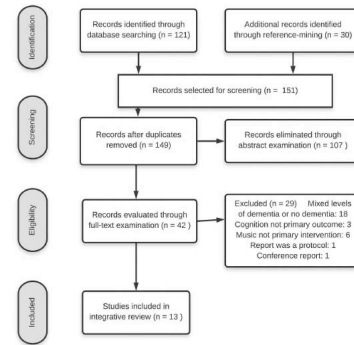 Identification
Records identified through
database searching (n = 121)
Additional records identified
through reference-mining (n = 30)
Records selected for screening (n = 151)
Screening
Records after duplicates
removed (n = 149)
Records eliminated through
abstract examination (n = 107 )
Eligibility
Records evaluated through
full-text examination (n = 42 )
Excluded (n = 29) Mixed levels
of dementia or no dementia: 18
Cognition not primary outcome: 3
Music not primary intervention: 6
Report was a protocol: 1
Conference report: 1
Included
Studies included in
integrative review (n = 13 )